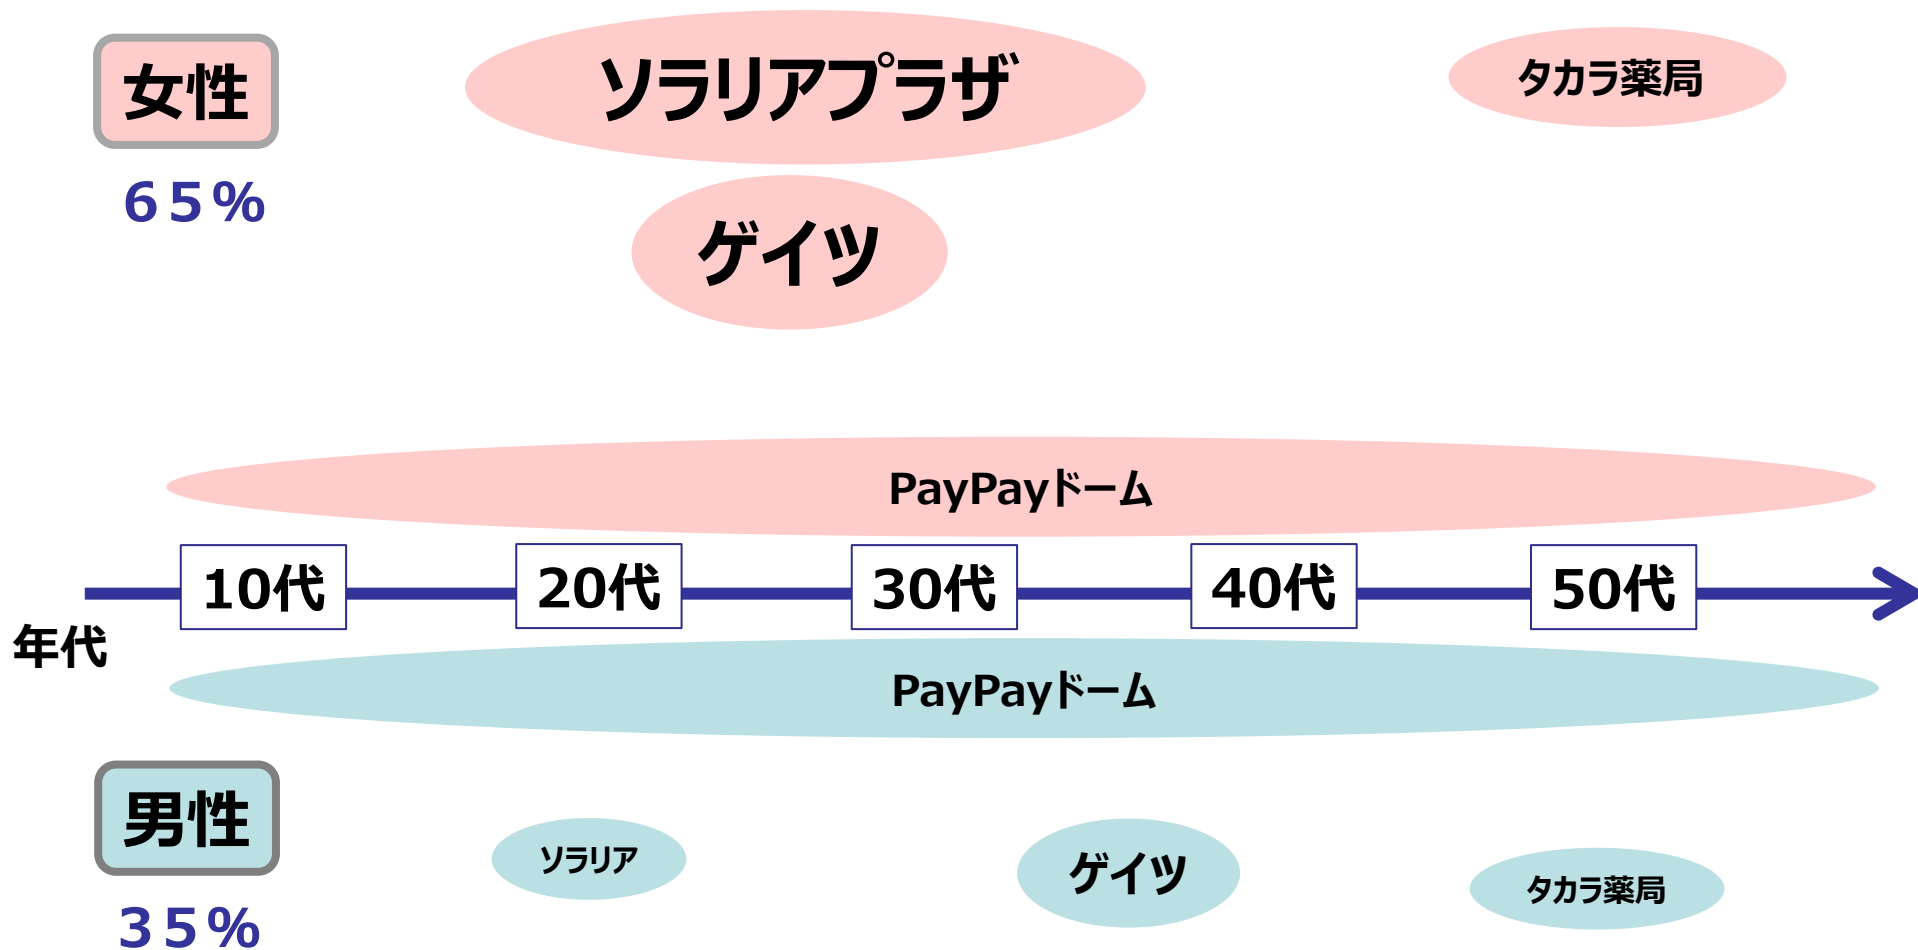 女性
65%
ソラリアプラザ
タカラ薬局
ゲイツ
PayPayドーム
10代
20代
30代
40代
50代
年代
PayPayドーム
男性
35%
ソラリア
ゲイツ
タカラ薬局